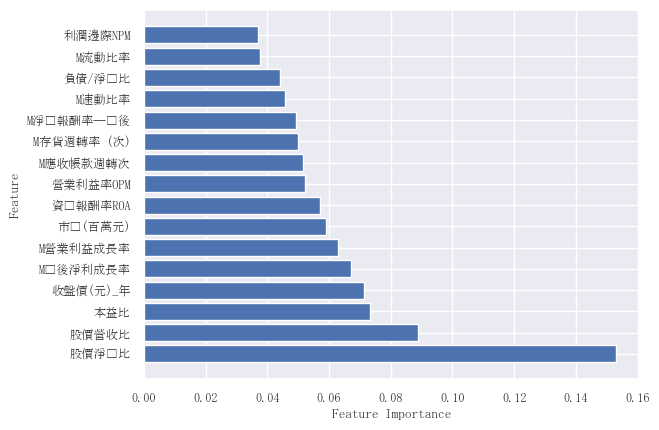 利潤邊際NPM
M流動比率
負債/淨□比
M速動比率
M淨□報酬率—□後
M存貨週轉率 (次)
M應收帳款週轉次
營業利益率OPM
資□報酬率ROA
市□(百萬元)
M營業利益成長率
M□後淨利成長率
收盤價(元)_年
本益比
股價營收比
股價淨□比
Feature
0.00 0.02 0.04 0.06 0.08 0.10 0.12 0.14 0.16
Feature Importance